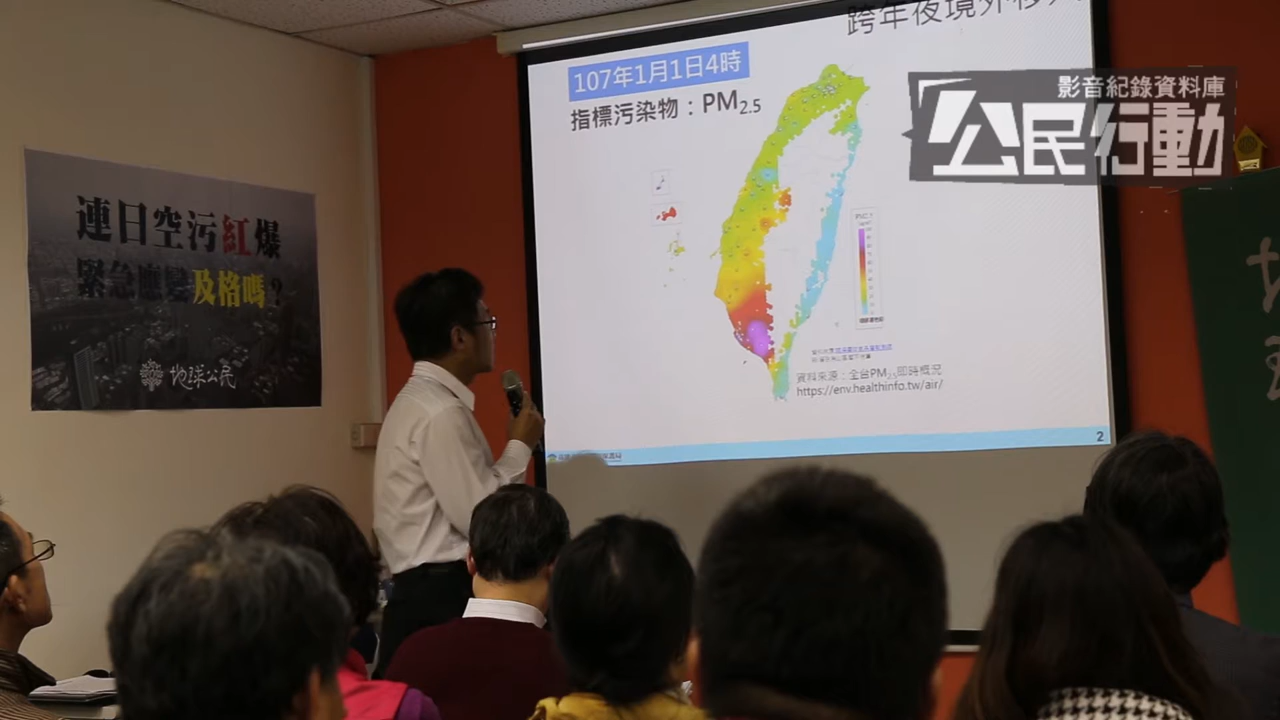 跨年夜境外移入
107年1月1日4時
指標污染物：PM2.5
影音紀錄資料庫
公民行動
連日空污紅爆
緊急應變及格嗎？
地球公民
資料來源：全台PM2.5即時概況
https://env.healthinfo.tw/air/
2